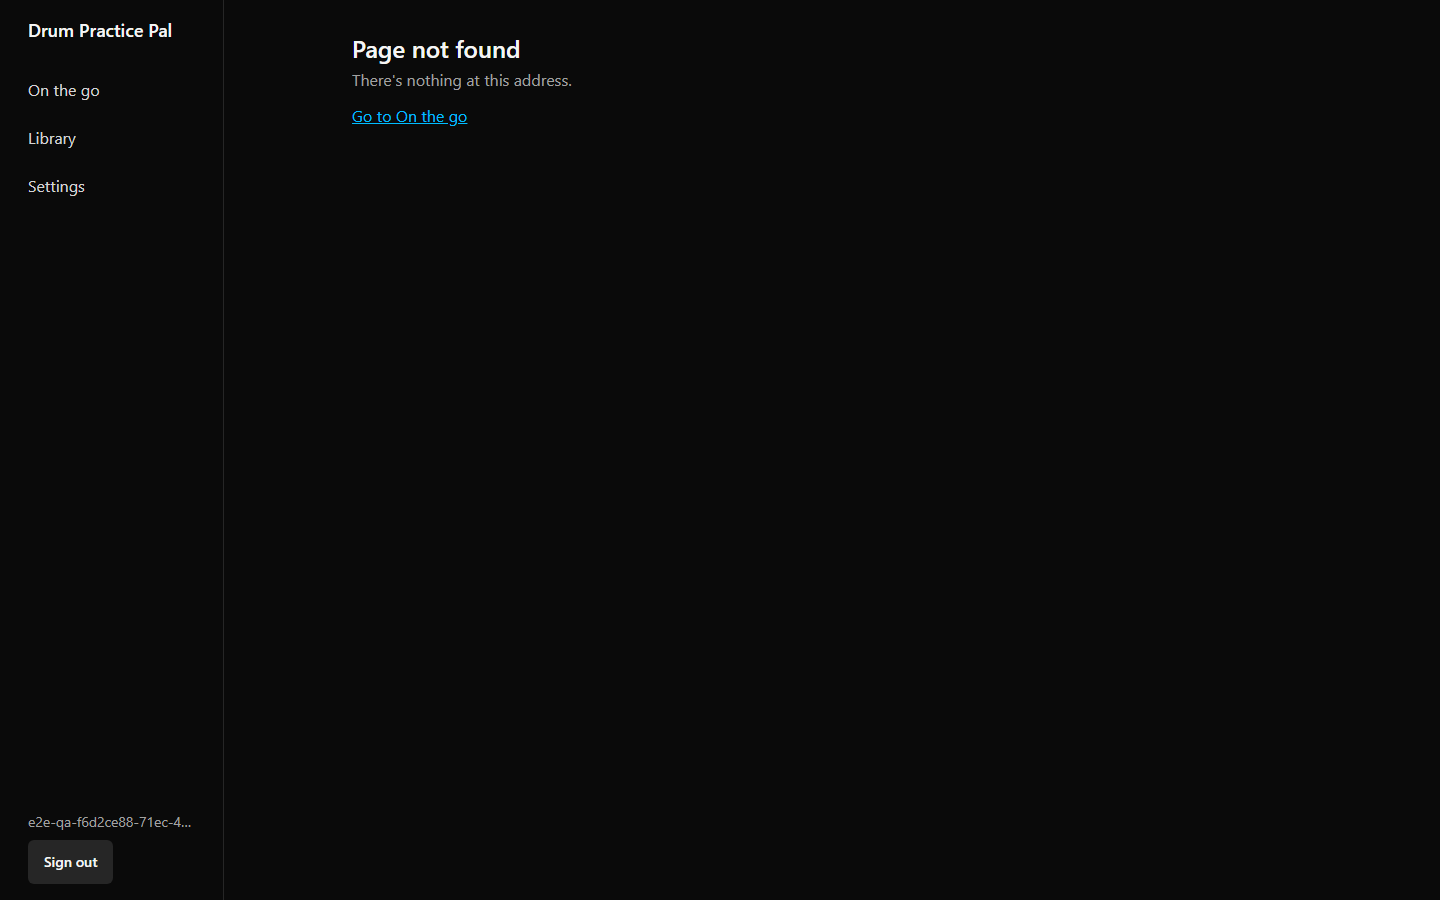 Drum Practice Pal
On the go
Library
Settings
e2e-qa-f6d2ce88-71ec-4...
Sign out
Page not found
There's nothing at this address.
Go to On the go